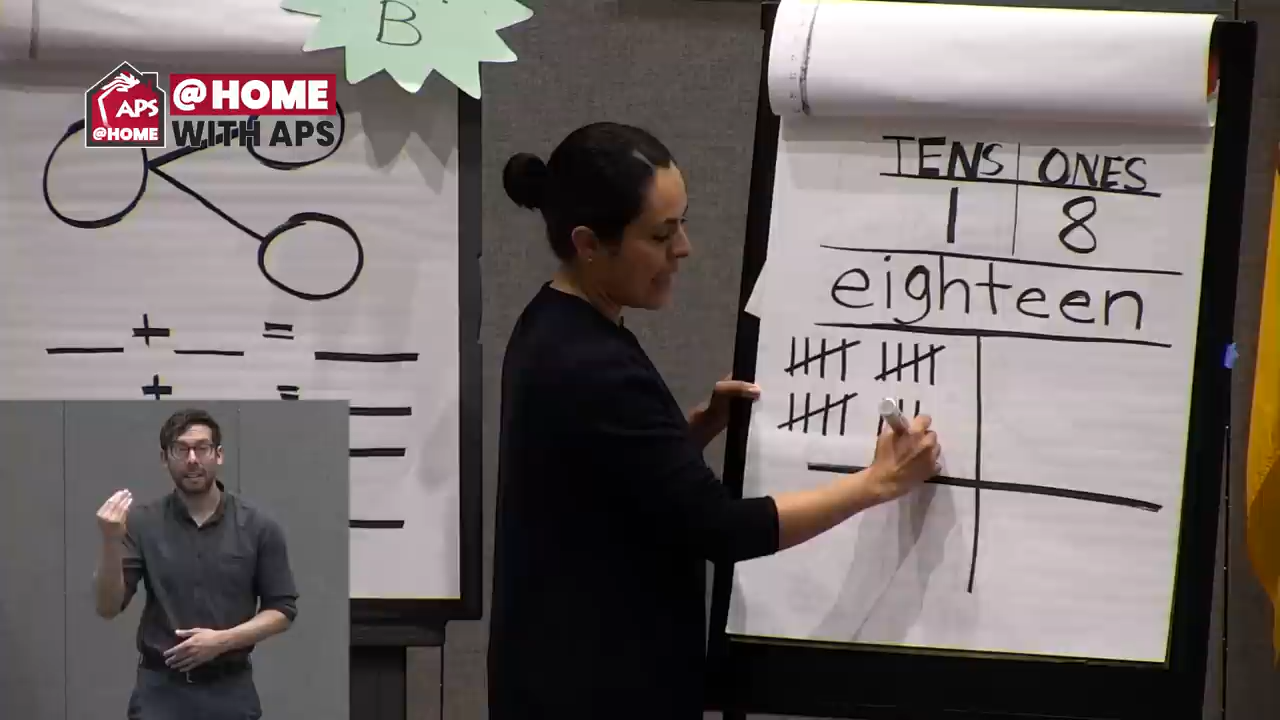 B
APS
@HOME
@HOME
WITH APS
+ =
+ =
TENS ONES
1 8
eighteen